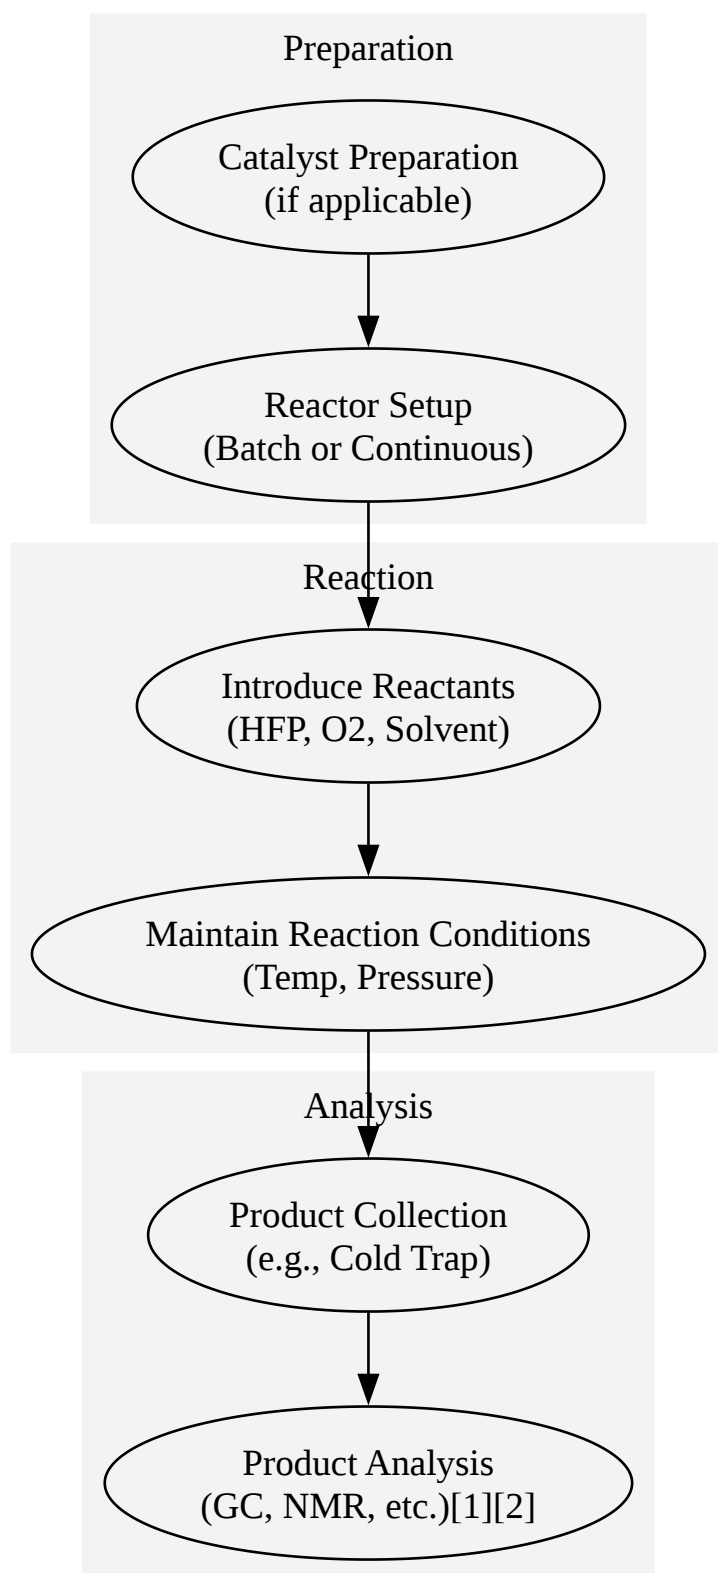 Preparation
Catalyst Preparation
(if applicable)
Reactor Setup
(Batch or Continuous)
Reaction
Introduce Reactants
(HFP, O2, Solvent)
Maintain Reaction Conditions
(Temp, Pressure)
Analysis
Product Collection
(e.g., Cold Trap)
Product Analysis
(GC, NMR, etc.)[1][2]